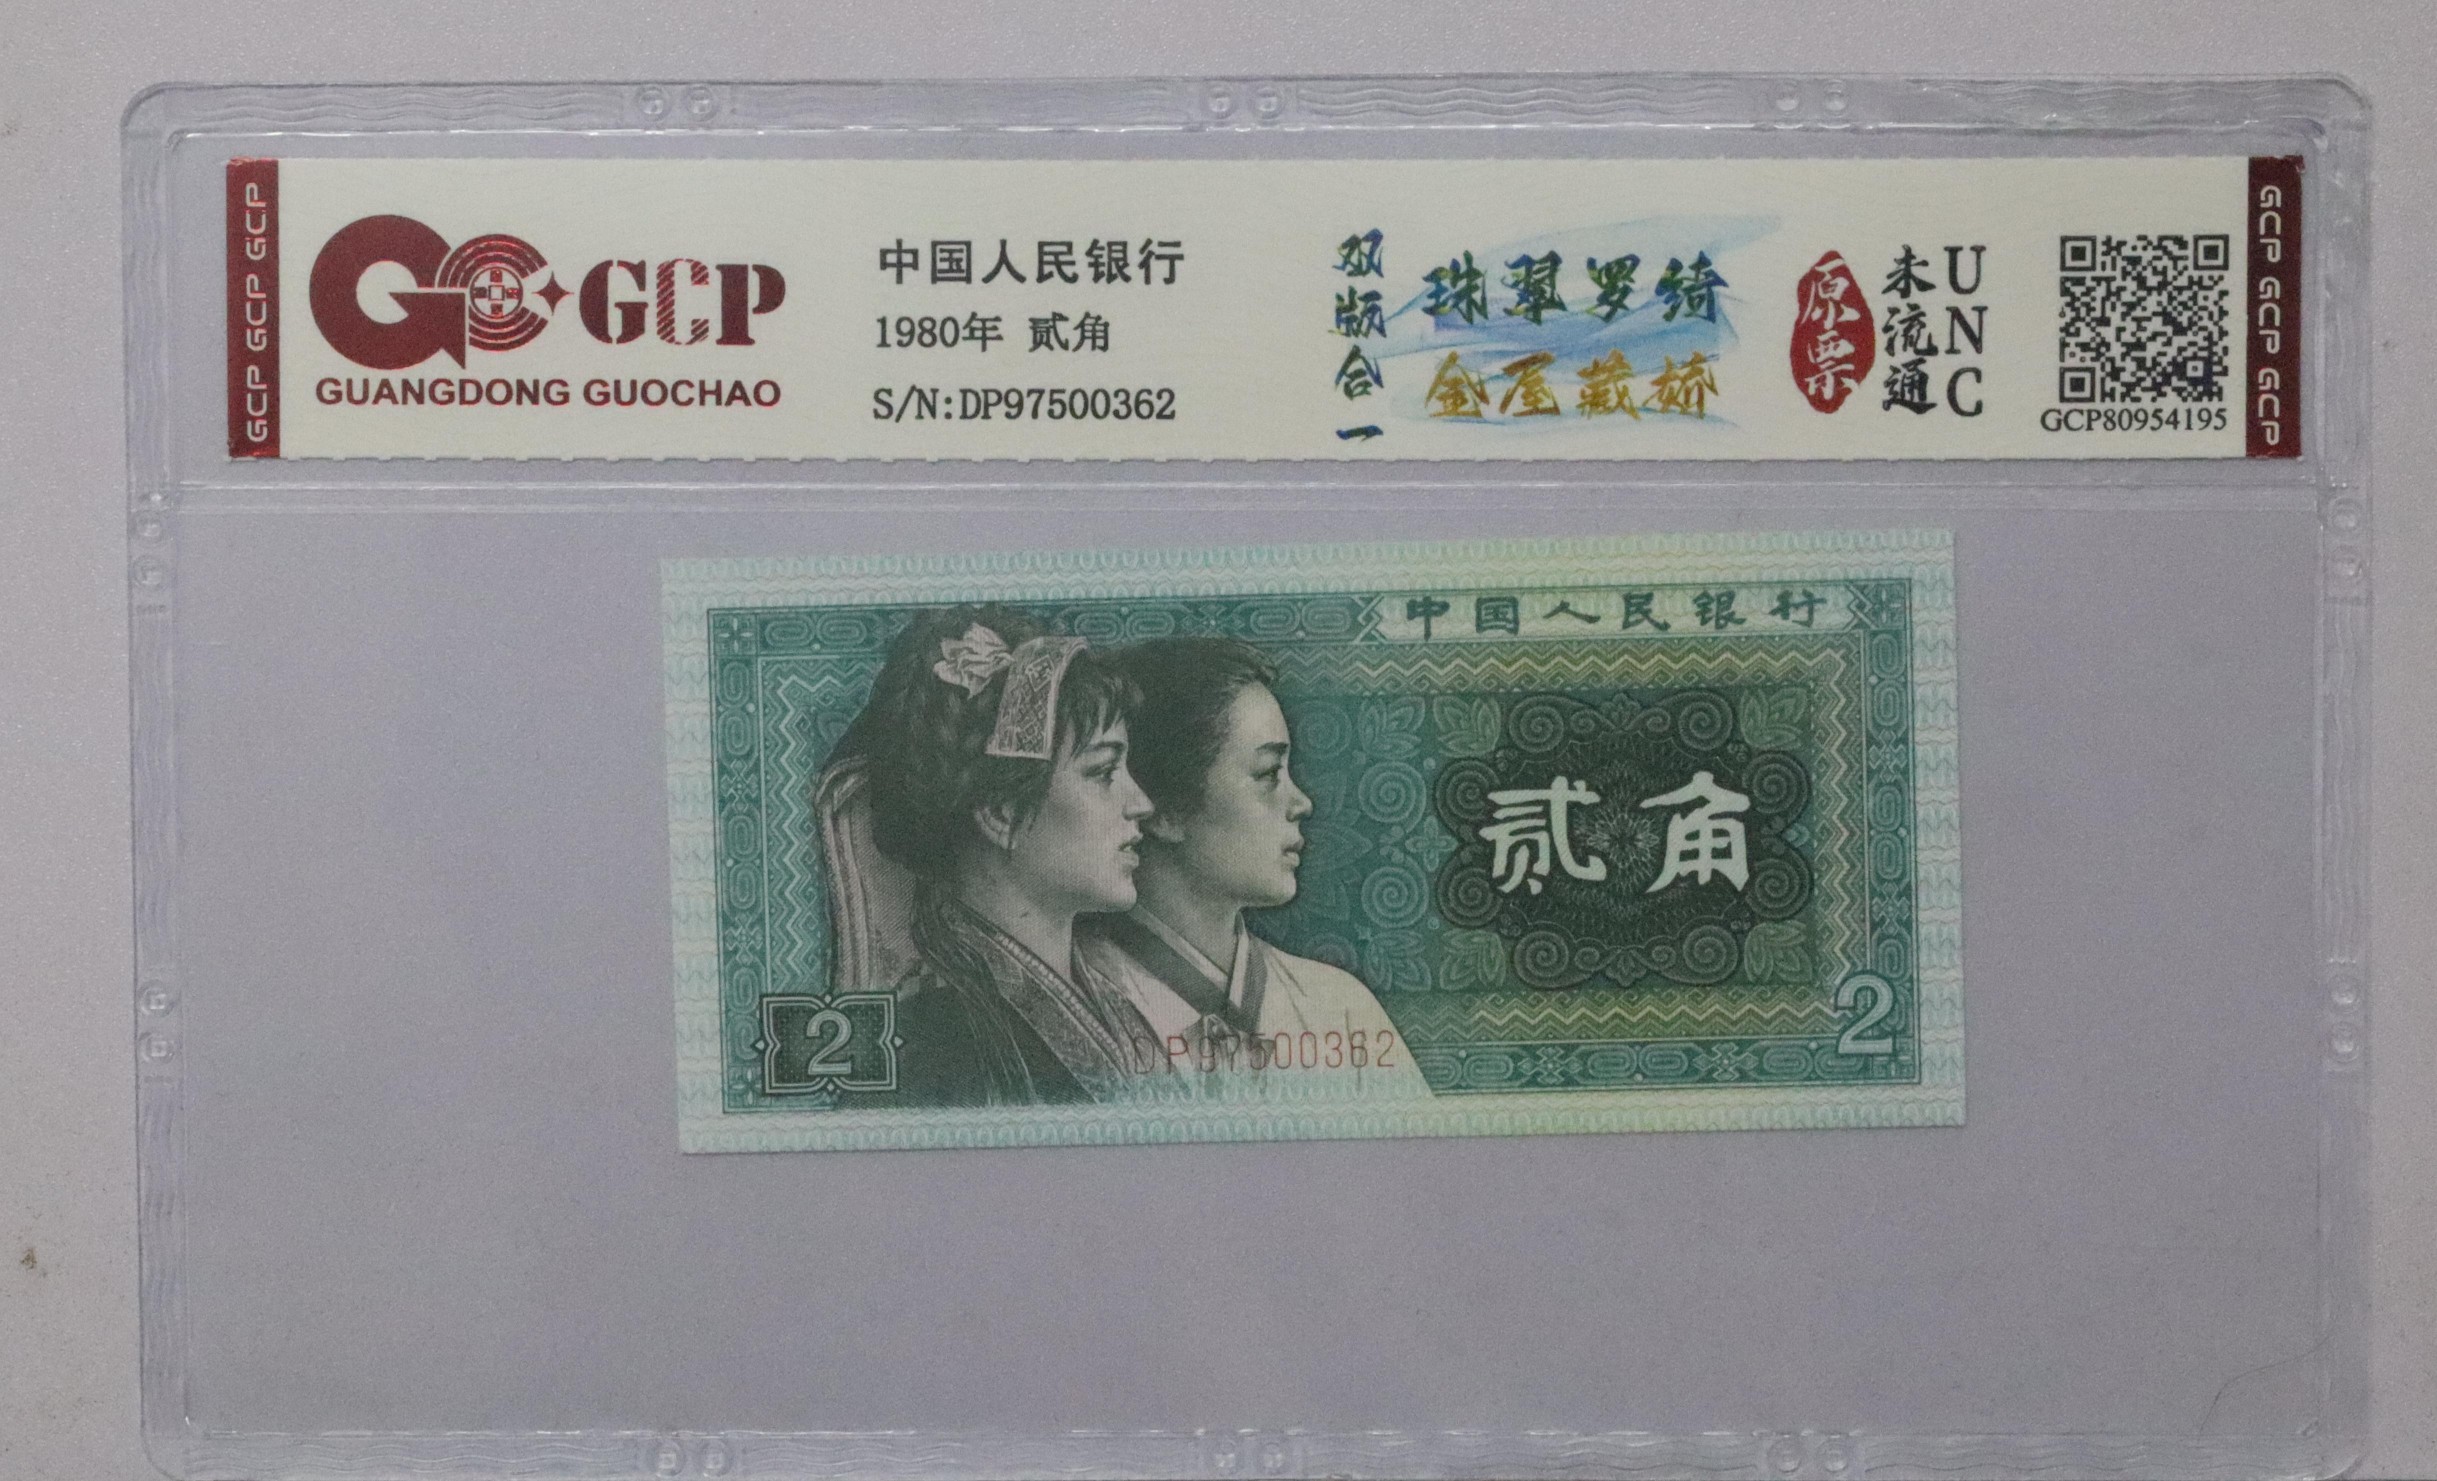 GCP GCP GCP
GCP
GUANGDONG GUOCHAO
中国人民银行
1980年 贰角
S/N:DP97500362
双版合一
珠翠罗绮
金屋藏娇
原票
未流通
UNC
GCP80954195
GCP GCP GCP
中国人民银行
贰角
2
2
DP97500362